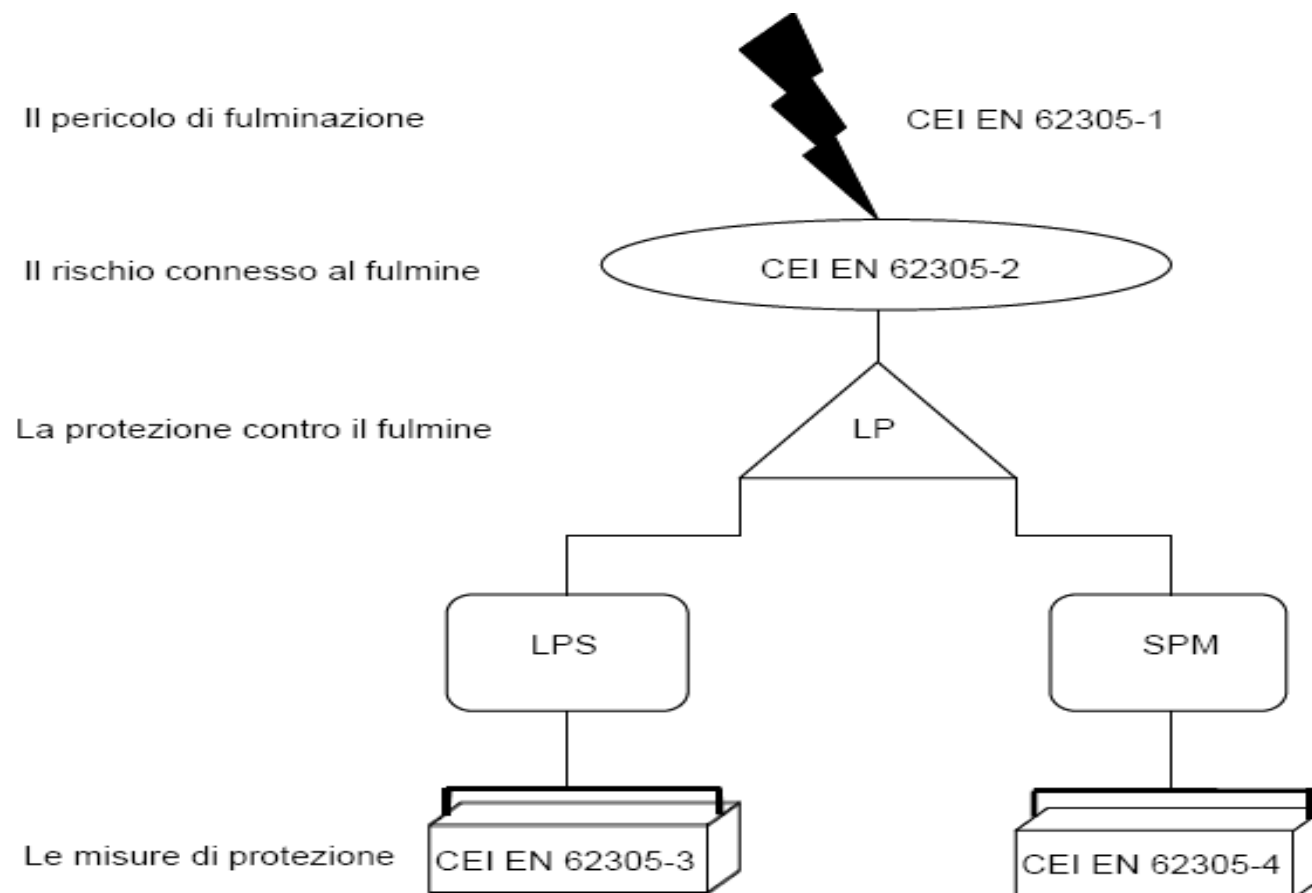 Il pericolo di fulminazione
CEI EN 62305-1
Il rischio connesso al fulmine
CEI EN 62305-2
La protezione contro il fulmine
LP
LPS
SPM
Le misure di protezione
CEI EN 62305-3
CEI EN 62305-4